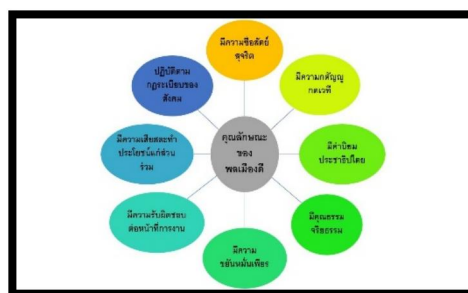 มีความซื่อสัตย์
สุจริต
มีความกตัญญู
กตเวที
มีค่านิยม
ประชาธิปไตย
มีคุณธรรม
จริยธรรม
มีความ
ขยันหมั่นเพียร
มีความรับผิดชอบ
ต่อหน้าที่การงาน
มีความเสียสละทำ
ประโยชน์แก่ส่วน
รวม
ปฏิบัติตาม
กฎระเบียบของ
สังคม
คุณลักษณะ
ของ
พลเมืองดี